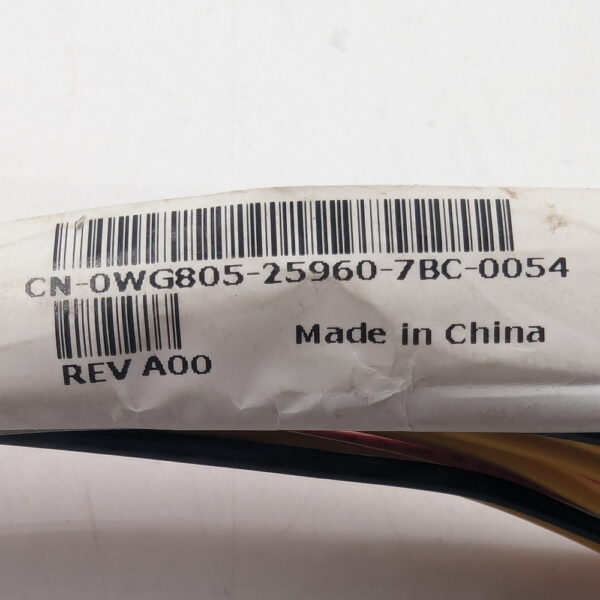 CN-0WG805-25960-7BC-0054
Made in China
REV A00